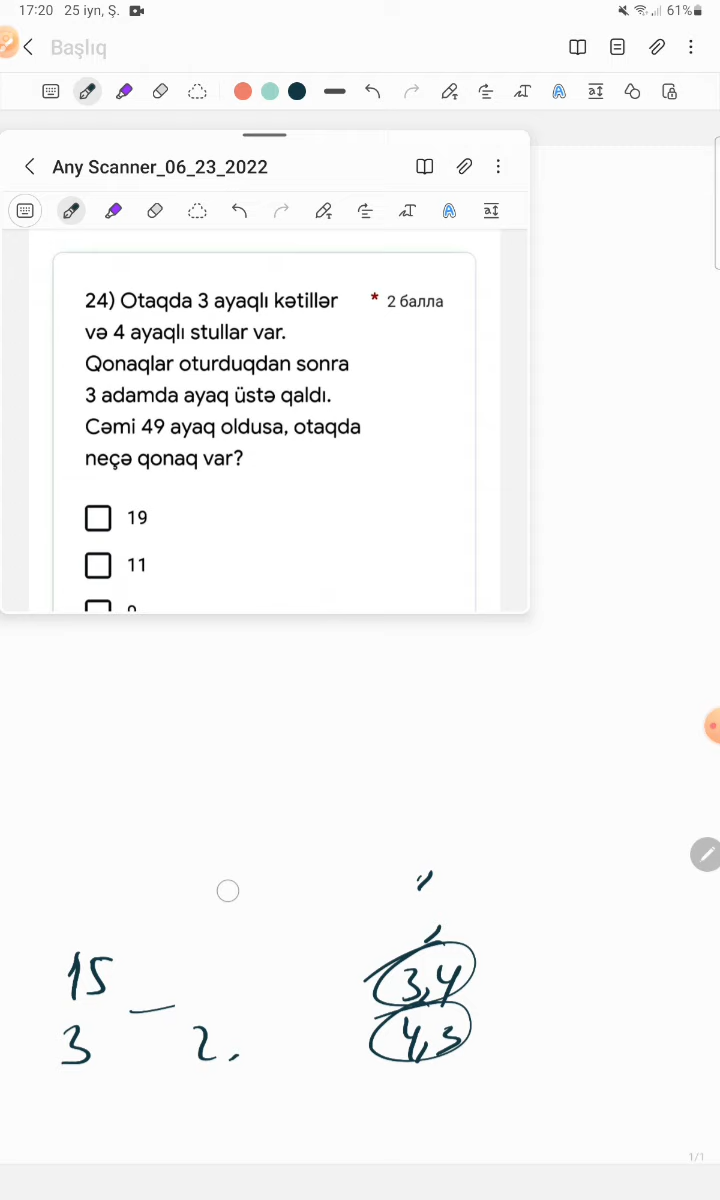 17:20 25 iyn, Ş. 61%
Başlıq
Any Scanner_06_23_2022
24) Otaqda 3 ayaqlı kətillər * 2 балла
və 4 ayaqlı stullar var.
Qonaqlar oturduqdan sonra
3 adamda ayaq üstə qaldı.
Cəmi 49 ayaq oldusa, otaqda
neçə qonaq var?
19
11
15
3 2.
3,4
4,3
1/1